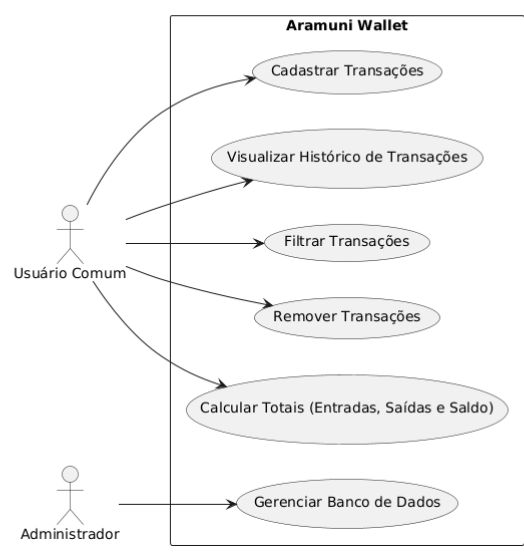 Aramuni Wallet
Cadastrar Transações
Visualizar Histórico de Transações
Filtrar Transações
Usuário Comum
Remover Transações
Calcular Totais (Entradas, Saídas e Saldo)
Gerenciar Banco de Dados
Administrador